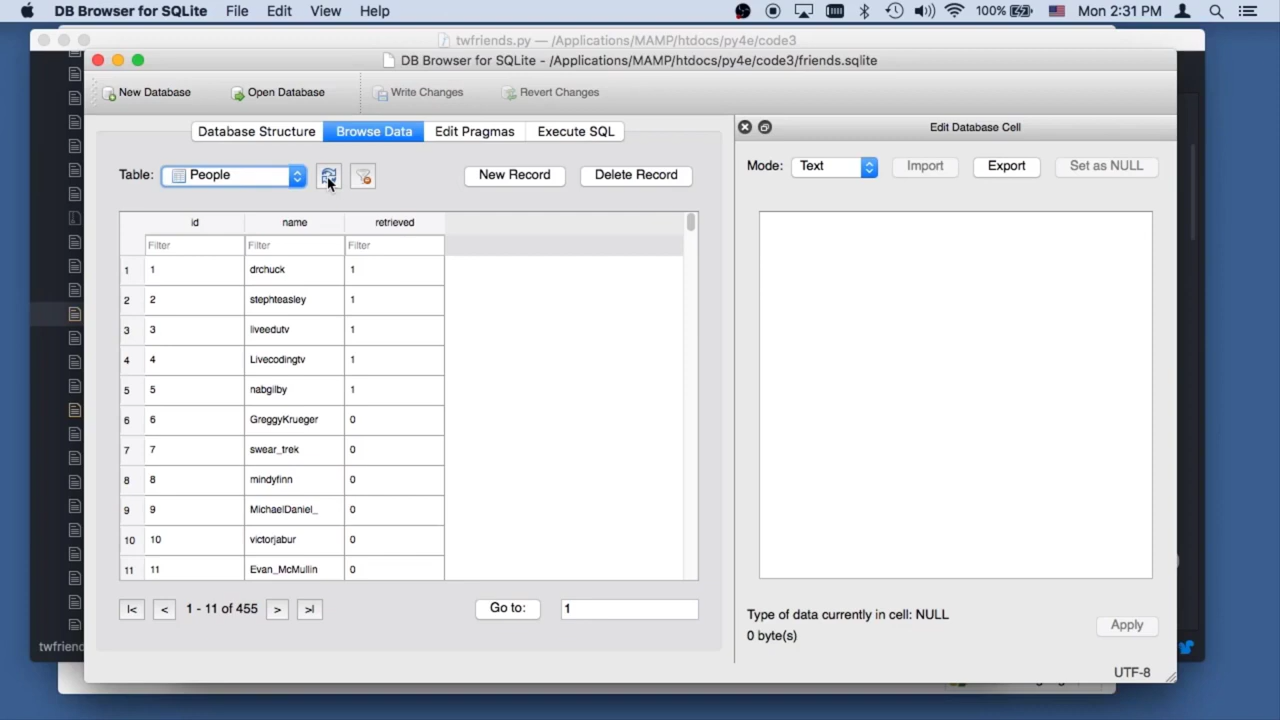 DB Browser for SQLite File Edit View Help 100% Mon 2:31 PM
twfriends.py — /Applications/MAMP/htdocs/py4e/code3
DB Browser for SQLite - /Applications/MAMP/htdocs/py4e/code3/friends.sqlite
New Database Open Database Write Changes Revert Changes
Database Structure Browse Data Edit Pragmas Execute SQL
Edit Database Cell
Table: People New Record Delete Record
Mode: Text Import Export Set as NULL
id name retrieved
Filter Filter Filter
1 1 drchuck 1
2 2 stephteasley 1
3 3 liveedutv 1
4 4 Livecodingtv 1
5 5 nabgilby 1
6 6 GreggyKrueger 0
7 7 swear_trek 0
8 8 mindyfinn 0
9 9 MichaelDaniel_ 0
10 10 victorjabur 0
11 11 Evan_McMullin 0
|< < 1 - 11 of 455 > >| Go to: 1
Type of data currently in cell: NULL
0 byte(s)
Apply
twfriend
UTF-8